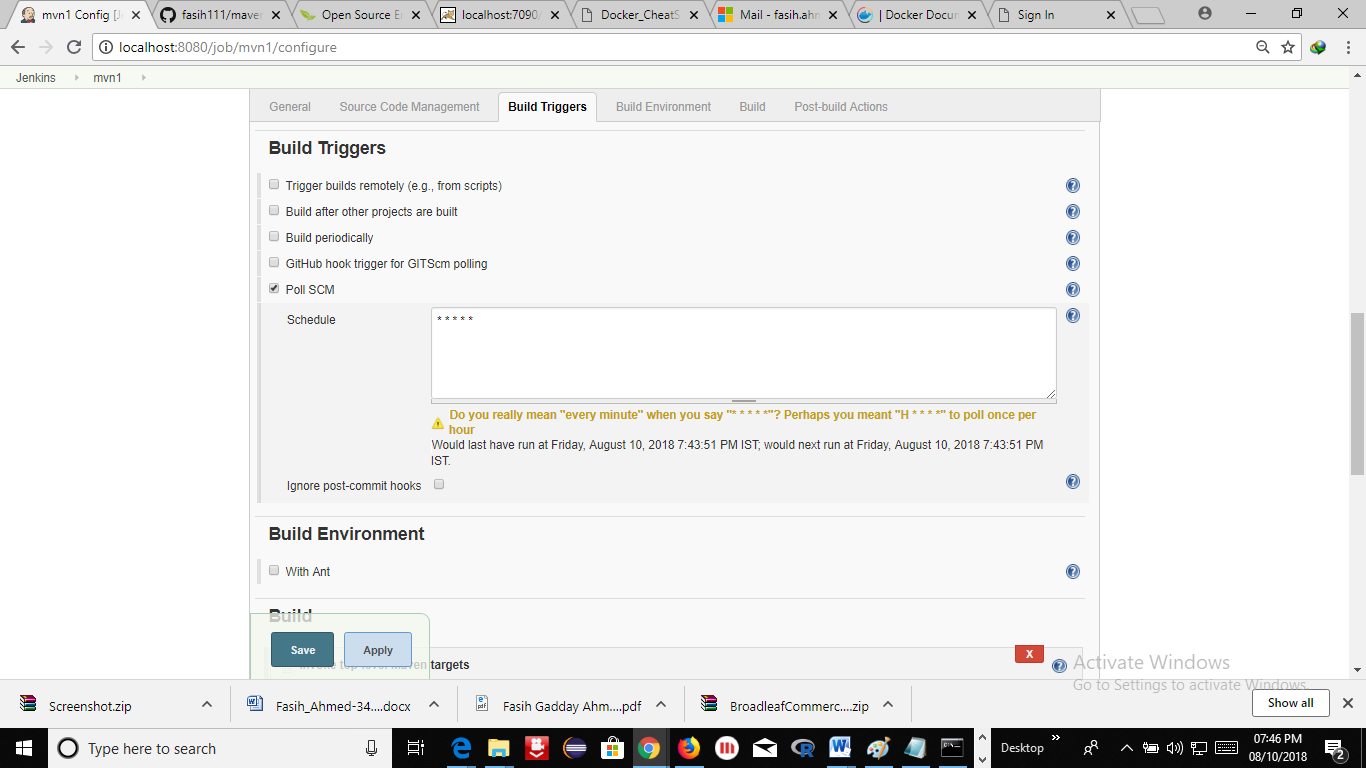 mvn1 Config [J
fasih111/maven
Open Source E
localhost:7090/
Docker_CheatS
Mail - fasih.ahm
| Docker Docum
Sign In
localhost:8080/job/mvn1/configure
Jenkins
mvn1
General
Source Code Management
Build Triggers
Build Environment
Build
Post-build Actions
Build Triggers
Trigger builds remotely (e.g., from scripts)
Build after other projects are built
Build periodically
GitHub hook trigger for GITScm polling
Poll SCM
Schedule
* * * * *
Do you really mean "every minute" when you say "* * * * *"? Perhaps you meant "H * * * *" to poll once per
hour
Would last have run at Friday, August 10, 2018 7:43:51 PM IST; would next run at Friday, August 10, 2018 7:43:51 PM
IST.
Ignore post-commit hooks
Build Environment
With Ant
Build
Save
Apply
Invoke top-level Maven targets
X
Activate Windows
Go to Settings to activate Windows.
Screenshot.zip
Fasih_Ahmed-34....docx
Fasih Gadday Ahm....pdf
BroadleafCommerc....zip
Show all
Type here to search
Desktop
07:46 PM
08/10/2018
2